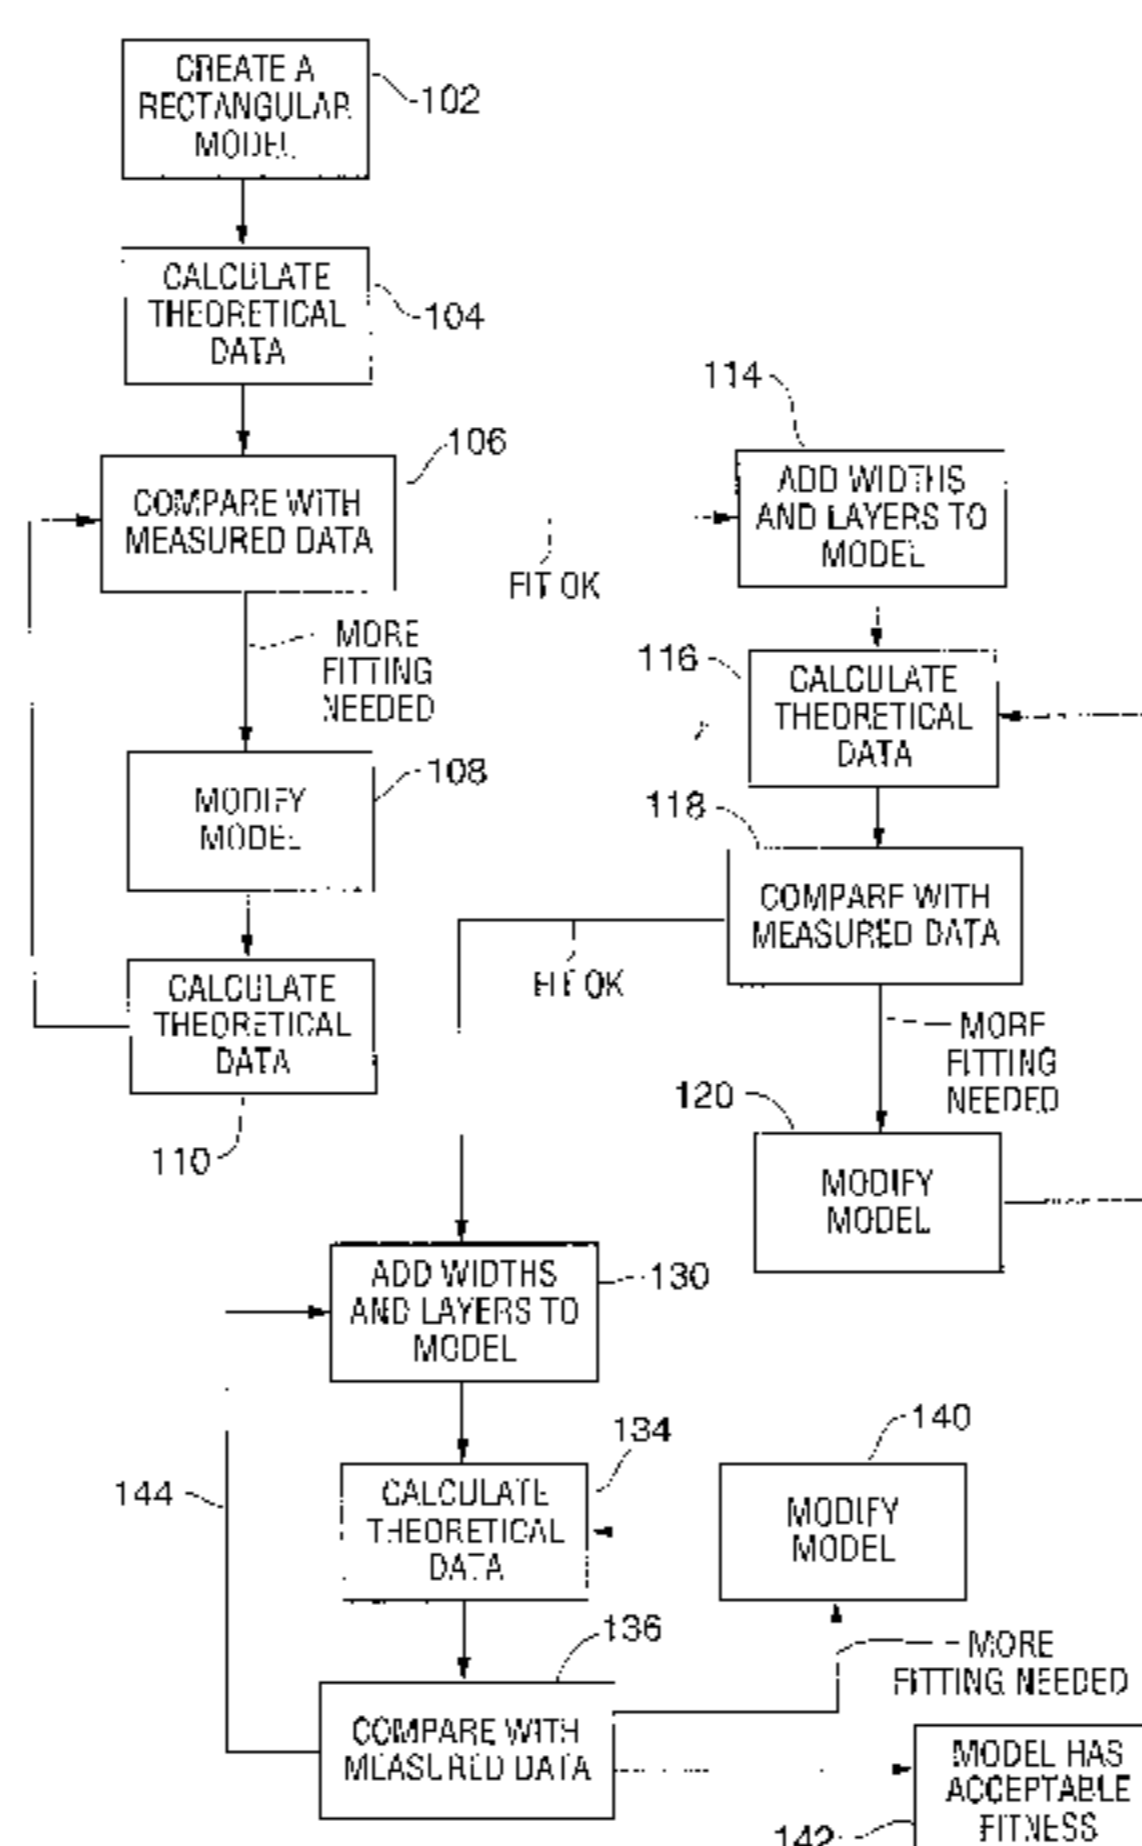 CREATE A
RECTANGULAR
MODEL
102
CALCULATE
THEORETICAL
DATA
104
COMPARE WITH
MEASURED DATA
106
MORE
FITTING
NEEDED
FIT OK
MODIFY
MODEL
108
CALCULATE
THEORETICAL
DATA
110
114
ADD WIDTHS
AND LAYERS TO
MODEL
116
CALCULATE
THEORETICAL
DATA
118
COMPARE WITH
MEASURED DATA
FIT OK
MORE
FITTING
NEEDED
120
MODIFY
MODEL
ADD WIDTHS
AND LAYERS TO
MODEL
130
134
CALCULATE
THEORETICAL
DATA
144
140
MODIFY
MODEL
136
COMPARE WITH
MEASURED DATA
MORE
FITTING NEEDED
MODEL HAS
ACCEPTABLE
FITNESS
142